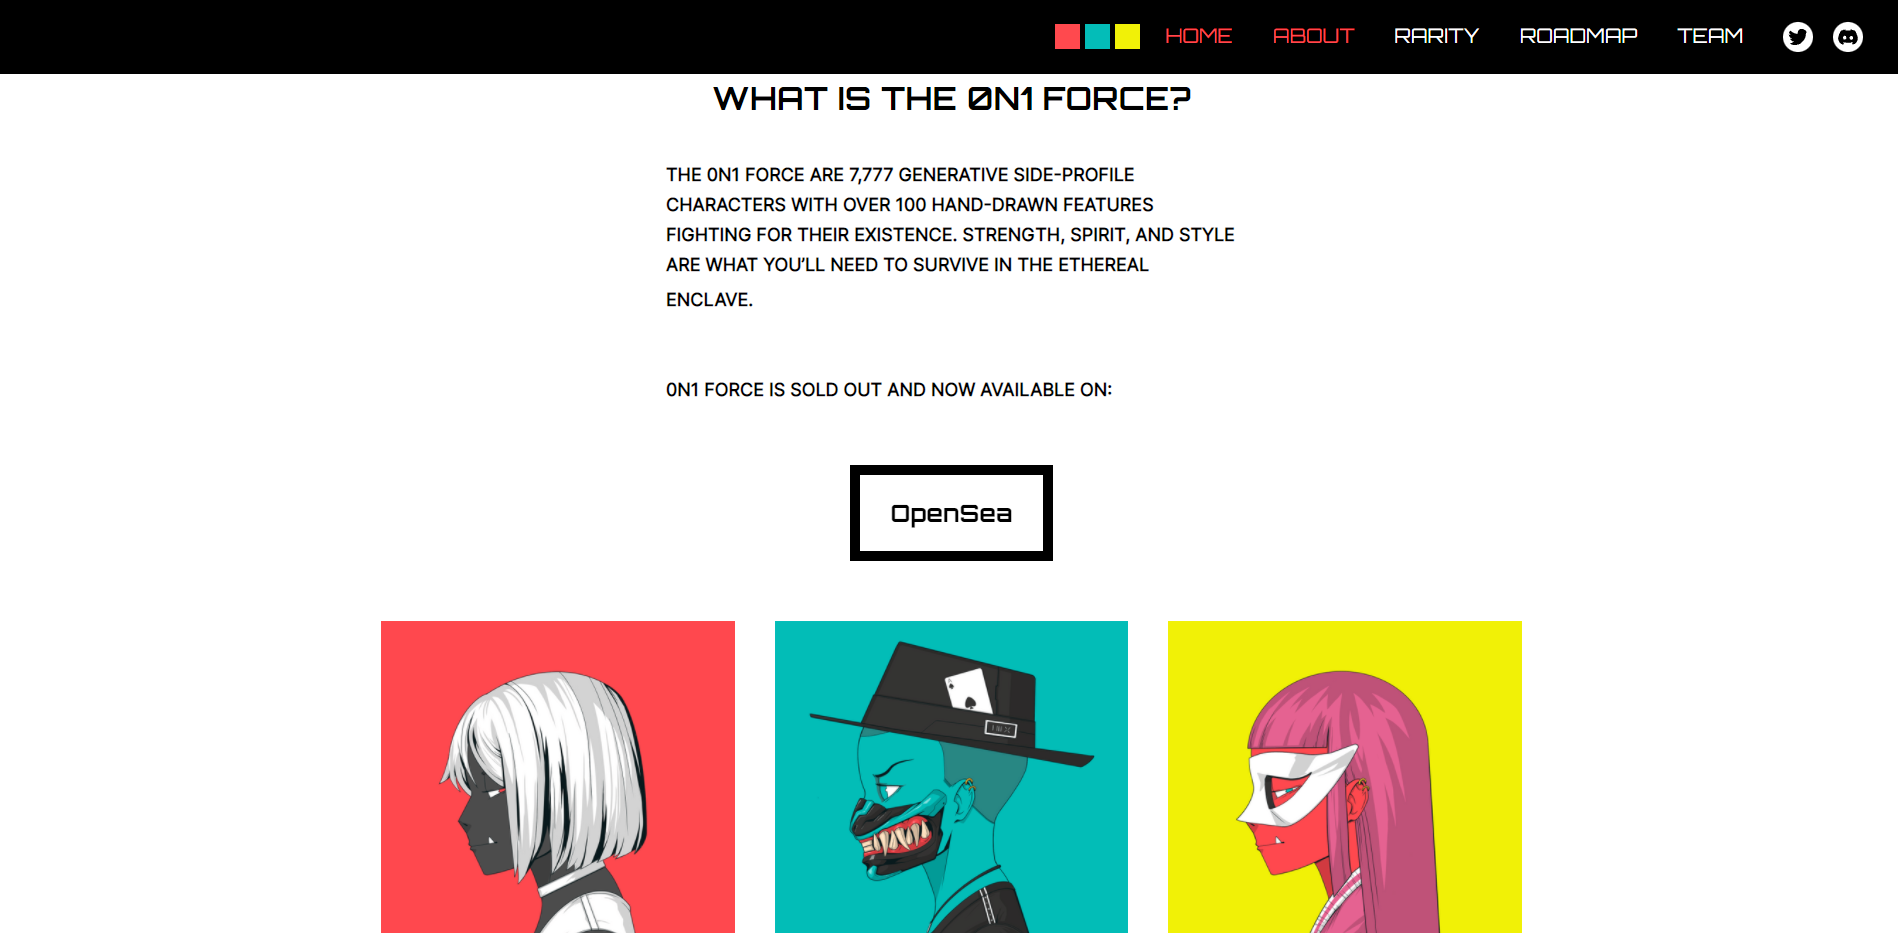 HOME ABOUT RARITY ROADMAP TEAM
WHAT IS THE 0N1 FORCE?
THE 0N1 FORCE ARE 7,777 GENERATIVE SIDE-PROFILE
CHARACTERS WITH OVER 100 HAND-DRAWN FEATURES
FIGHTING FOR THEIR EXISTENCE. STRENGTH, SPIRIT, AND STYLE
ARE WHAT YOU’LL NEED TO SURVIVE IN THE ETHEREAL
ENCLAVE.
0N1 FORCE IS SOLD OUT AND NOW AVAILABLE ON:
OpenSea